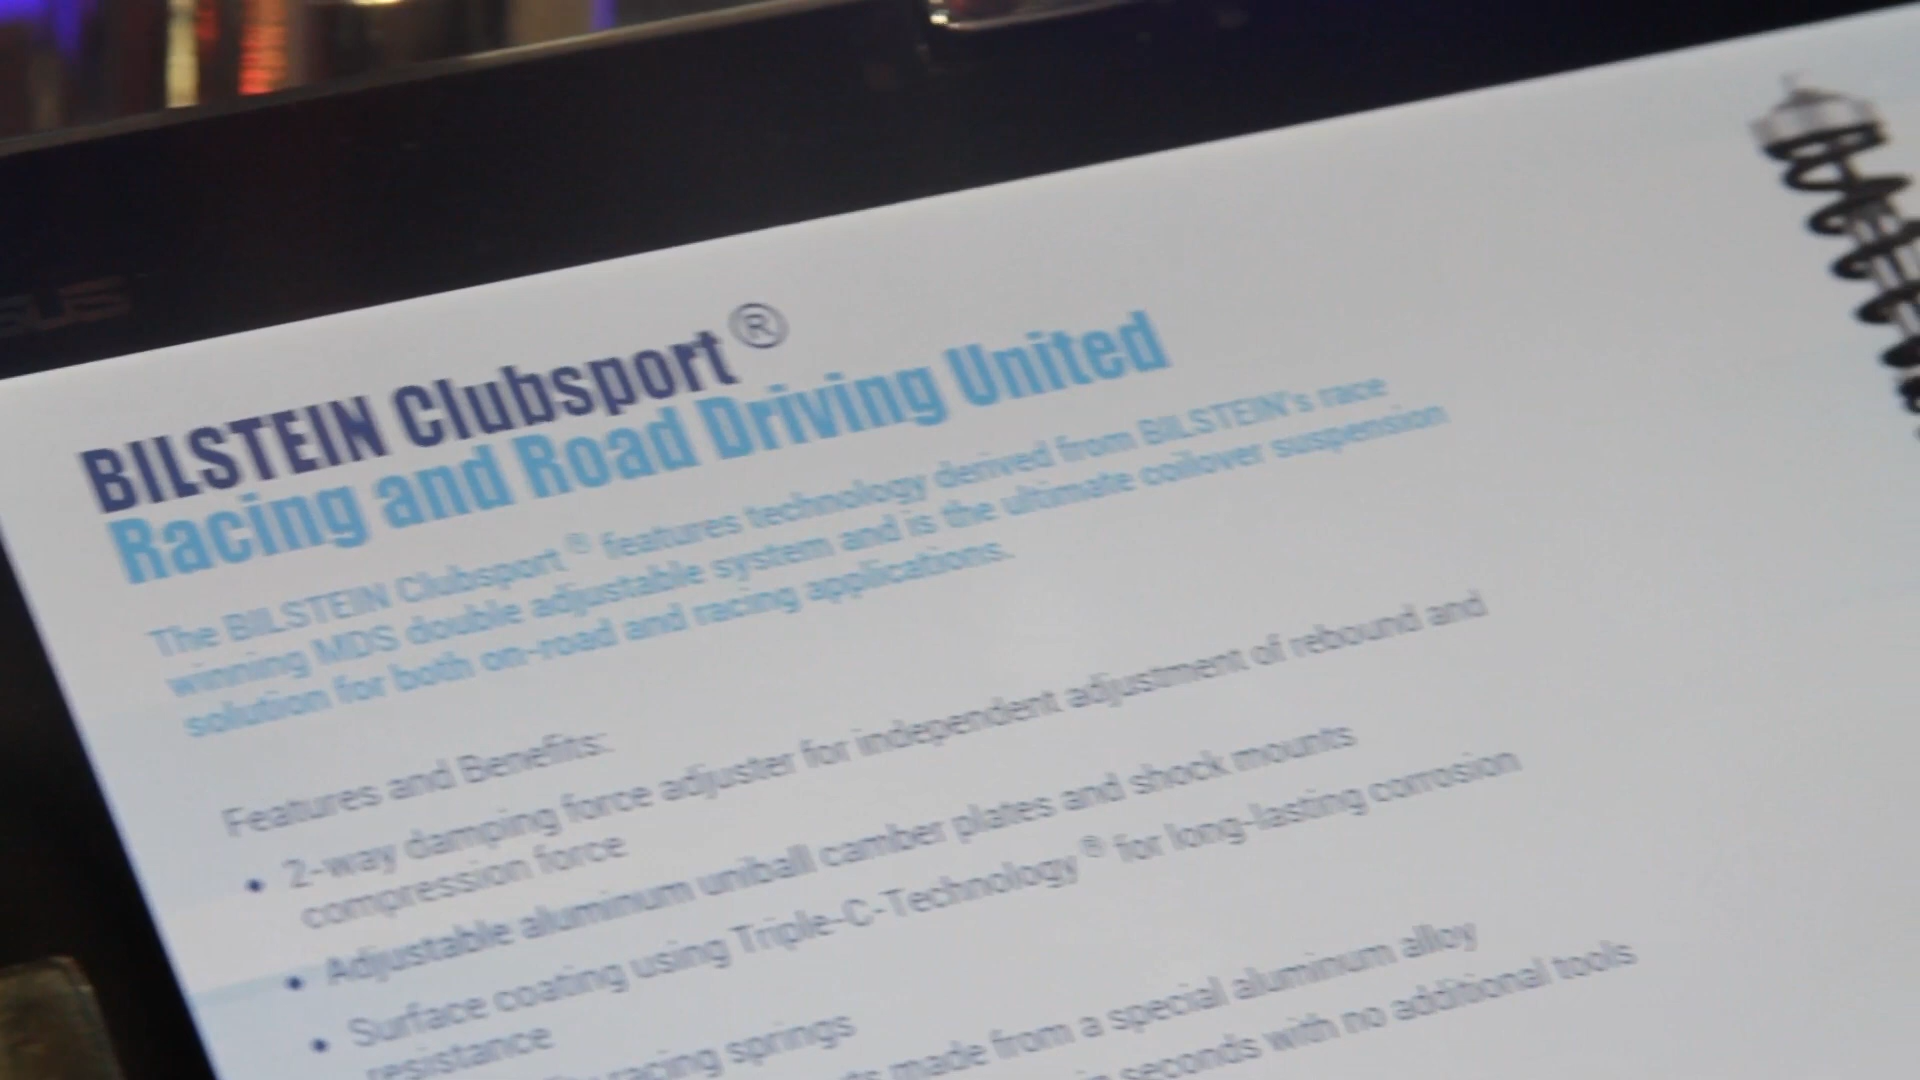 BILSTEIN Clubsport®
Racing and Road Driving United
The BILSTEIN Clubsport® features technology derived from BILSTEIN's race
winning MDS double adjustable system and is the ultimate coilover suspension
solution for both on-road and racing applications.
Features and Benefits:
• 2-way damping force adjuster for independent adjustment of rebound and
compression force
• Adjustable aluminum uniball camber plates and shock mounts
• Surface coating using Triple-C-Technology® for long-lasting corrosion
resistance
racing springs
made from a special aluminum alloy
in seconds with no additional tools